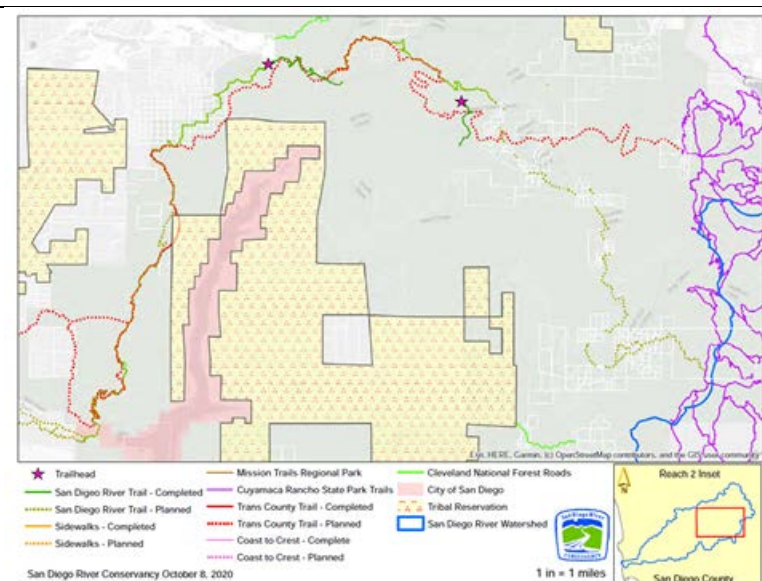 Esri, HERE, Garmin, (c) OpenStreetMap contributors, and the GIS user community
Trailhead
San Digeo River Trail - Completed
San Diego River Trail - Planned
Sidewalks - Completed
Sidewalks - Planned
Mission Trails Regional Park
Cuyamaca Rancho State Park Trails
Trans County Trail - Completed
Trans County Trail - Planned
Coast to Crest - Complete
Coast to Crest - Planned
Cleveland National Forest Roads
City of San Diego
Tribal Reservation
San Diego River Watershed
San Diego River
CONSERVANCY
1 in = 1 miles
Reach 2 Inset
N
San Diego County
San Diego River Conservancy October 8, 2020